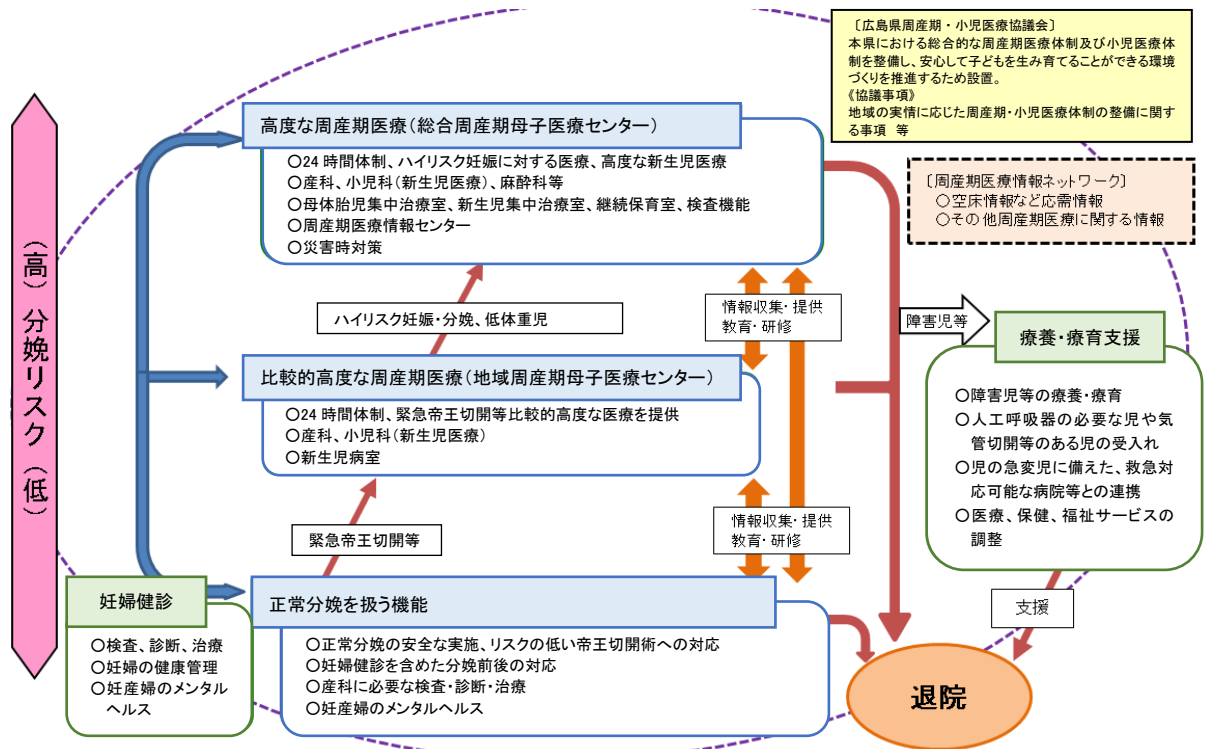 〔広島県周産期・小児医療協議会〕
本県における総合的な周産期医療体制及び小児医療体
制を整備し、安心して子どもを生み育てることができる環境
づくりを推進するため設置。
《協議事項》
地域の実情に応じた周産期・小児医療体制の整備に関す
る事項 等
〔周産期医療情報ネットワーク〕
○空床情報など応需情報
○その他周産期医療に関する情報
(高) 分娩リスク (低)
高度な周産期医療(総合周産期母子医療センター)
○24 時間体制、ハイリスク妊娠に対する医療、高度な新生児医療
○産科、小児科(新生児医療)、麻酔科等
○母体胎児集中治療室、新生児集中治療室、継続保育室、検査機能
○周産期医療情報センター
○災害時対策
ハイリスク妊娠・分娩、低体重児
情報収集・提供
教育・研修
障害児等
比較的高度な周産期医療(地域周産期母子医療センター)
○24 時間体制、緊急帝王切開等比較的高度な医療を提供
○産科、小児科(新生児医療)
○新生児病室
緊急帝王切開等
情報収集・提供
教育・研修
療養・療育支援
○障害児等の療養・療育
○人工呼吸器の必要な児や気
管切開等のある児の受入れ
○児の急変児に備えた、救急対
応可能な病院等との連携
○医療、保健、福祉サービスの
調整
支援
妊婦健診
○検査、診断、治療
○妊婦の健康管理
○妊産婦のメンタル
ヘルス
正常分娩を扱う機能
○正常分娩の安全な実施、リスクの低い帝王切開術への対応
○妊婦健診を含めた分娩前後の対応
○産科に必要な検査・診断・治療
○妊産婦のメンタルヘルス
退院